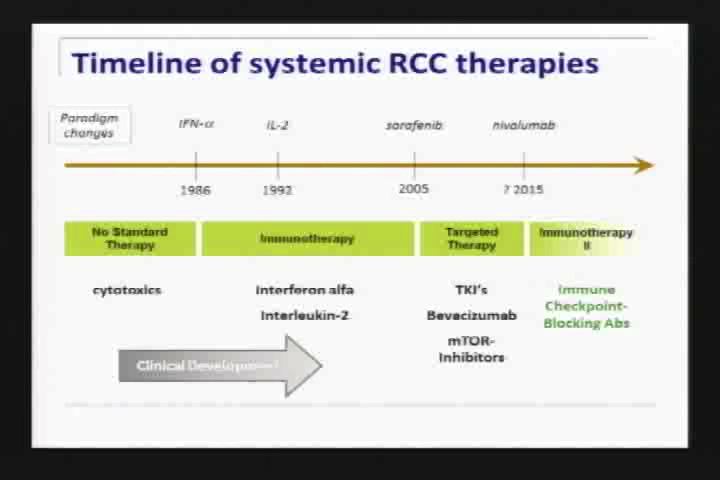 Timeline of systemic RCC therapies
Paradigm
changes
IFN-α
IL-2
sorafenib
nivolumab
1986
1992
2005
? 2015
No Standard
Therapy
Immunotherapy
Targeted
Therapy
Immunotherapy
II
cytotoxics
Interferon alfa
Interleukin-2
TKI's
Bevacizumab
mTOR-
Inhibitors
Immune
Checkpoint-
Blocking Abs
Clinical Development